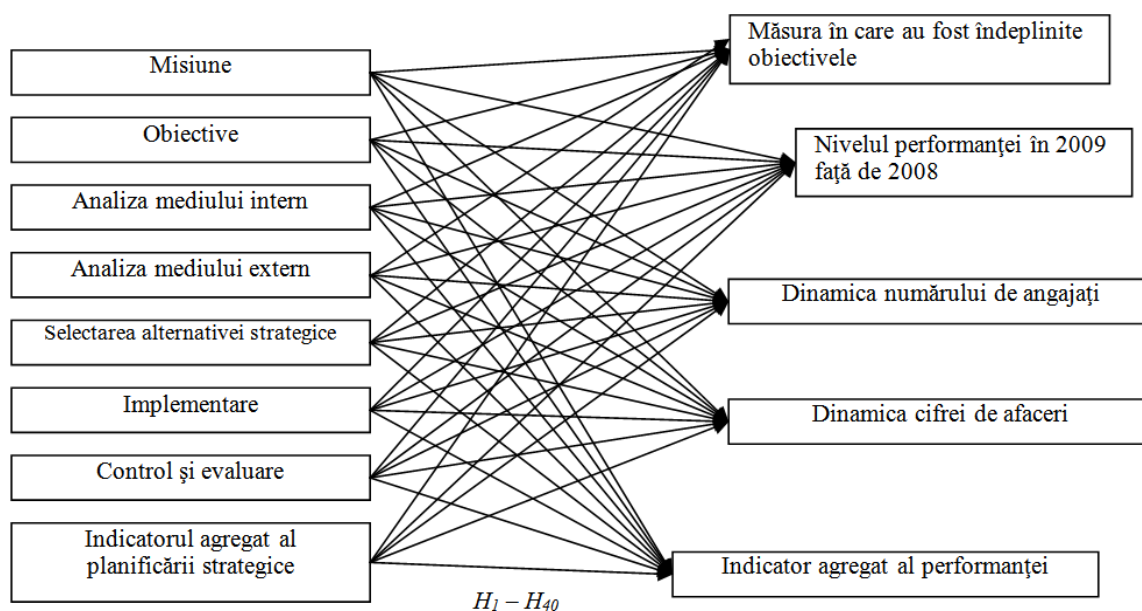 Misiune
Obiective
Analiza mediului intern
Analiza mediului extern
Selectarea alternativei strategice
Implementare
Control şi evaluare
Indicatorul agregat al
planificării strategice
Măsura în care au fost îndeplinite
obiectivele
Nivelul performanţei în 2009
faţă de 2008
Dinamica numărului de angajaţi
Dinamica cifrei de afaceri
Indicator agregat al performanţei
H1 – H40